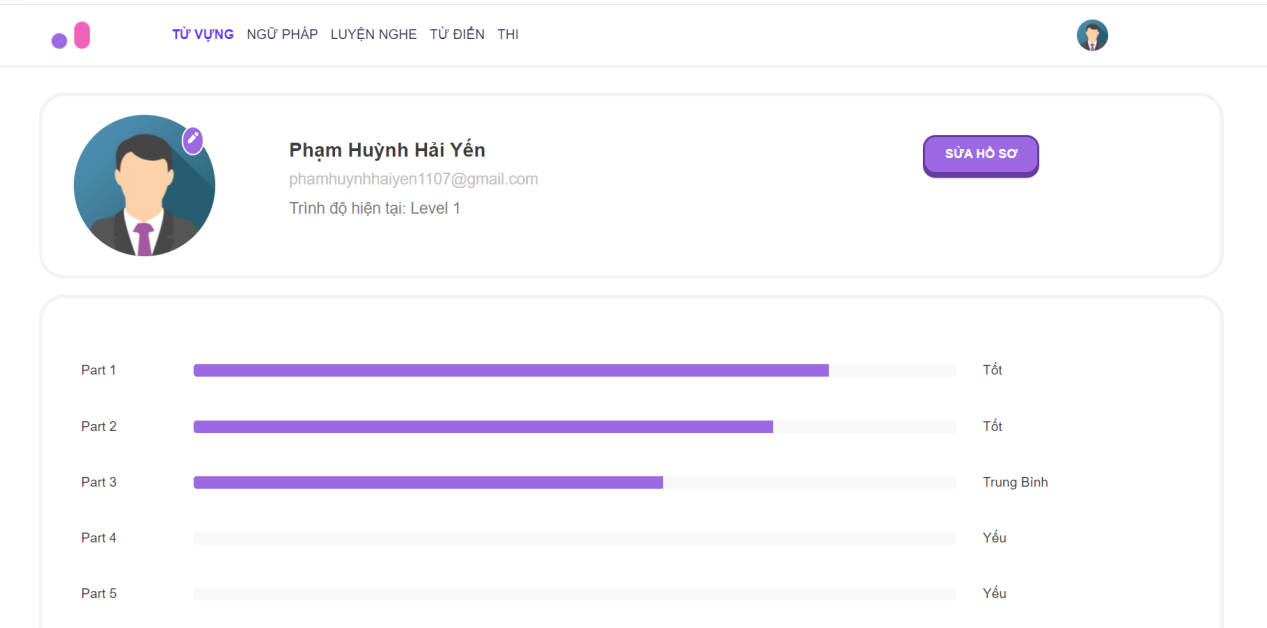 TỪ VỰNG NGỮ PHÁP LUYỆN NGHE TỪ ĐIỂN THI
Phạm Huỳnh Hải Yến
phamhuynhhaiyen1107@gmail.com
Trình độ hiện tại: Level 1
SỬA HỒ SƠ
Part 1 Tốt
Part 2 Tốt
Part 3 Trung Bình
Part 4 Yếu
Part 5 Yếu